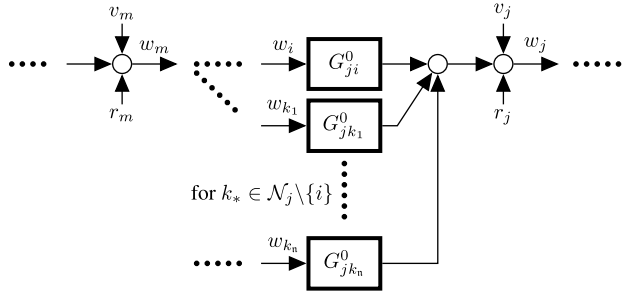 v_m v_j
w_m w_i G^0_{ji} w_j
r_m w_{k_1} G^0_{jk_1} r_j
for k_* ∈ 𝒩_j\{i}
w_{k_n} G^0_{jk_n}